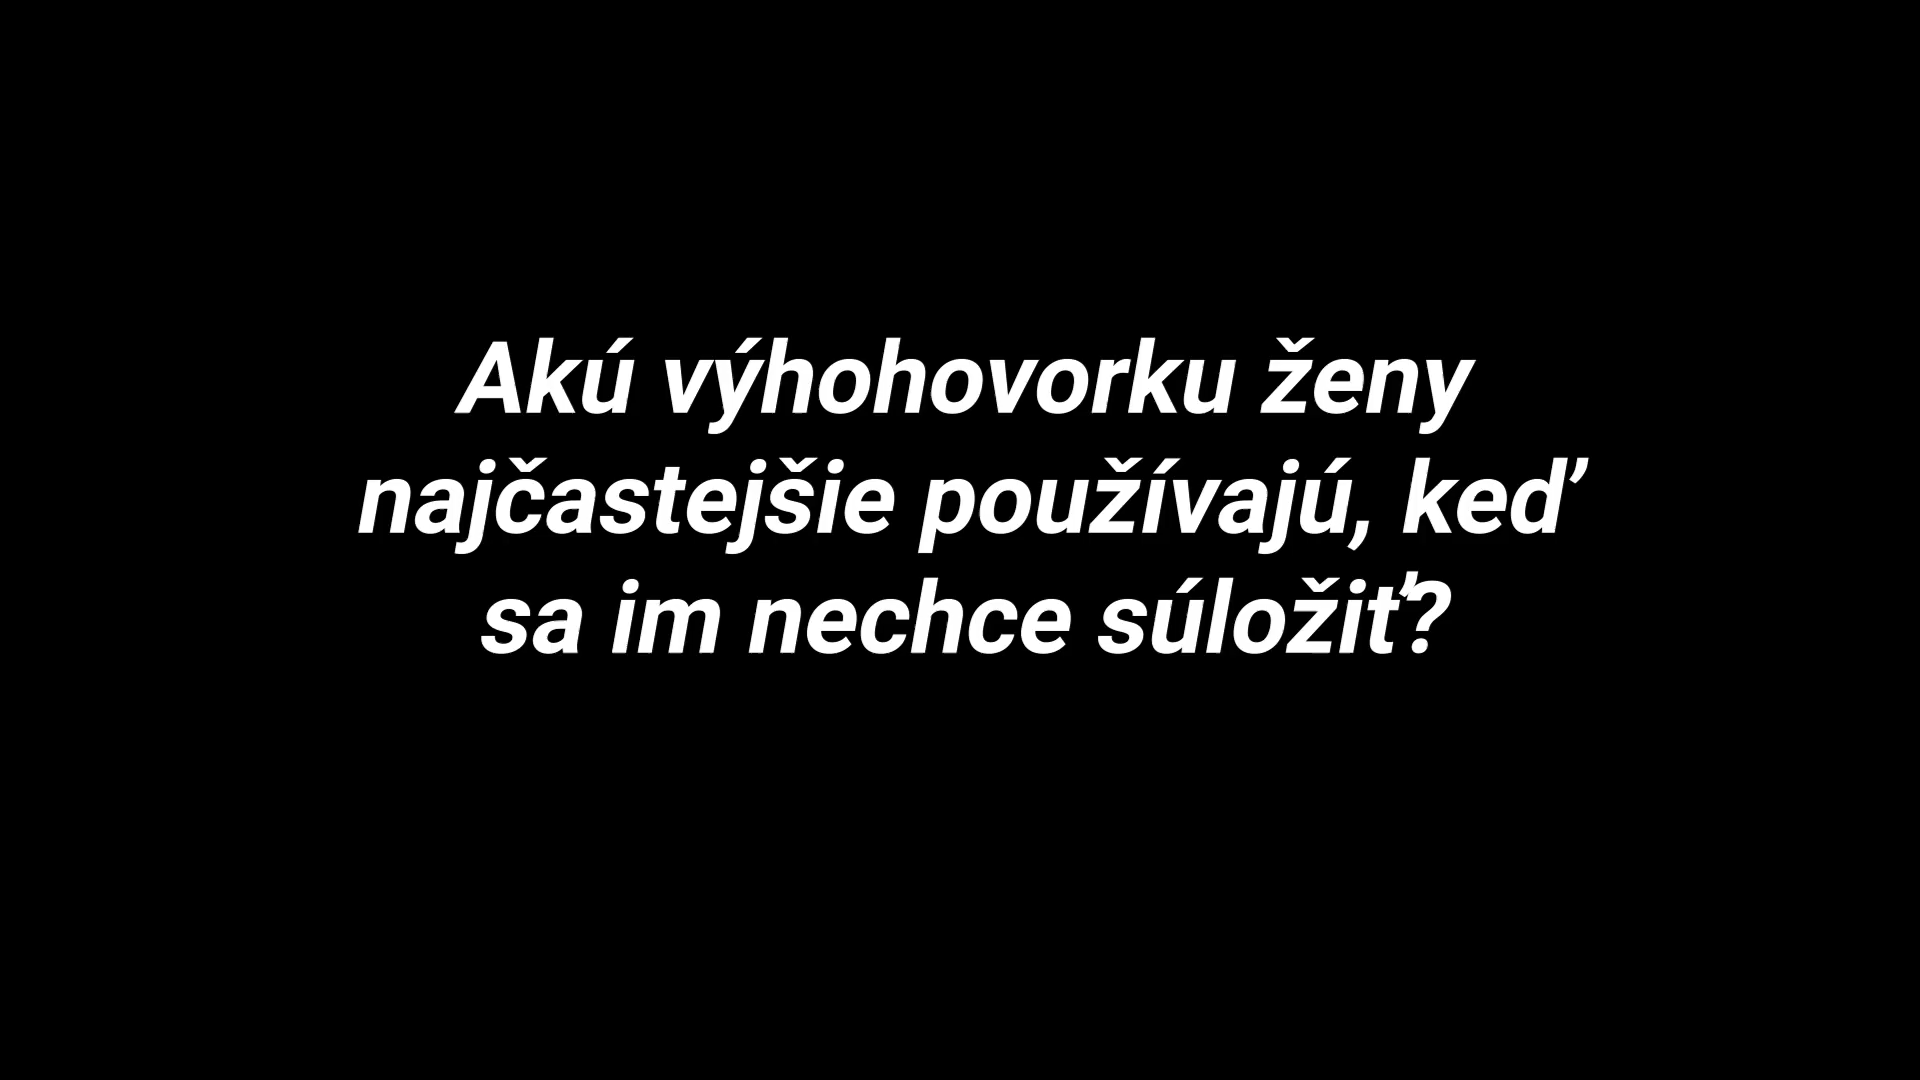 Akú výhohovorku ženy
najčastejšie používajú, keď
sa im nechce súložiť?